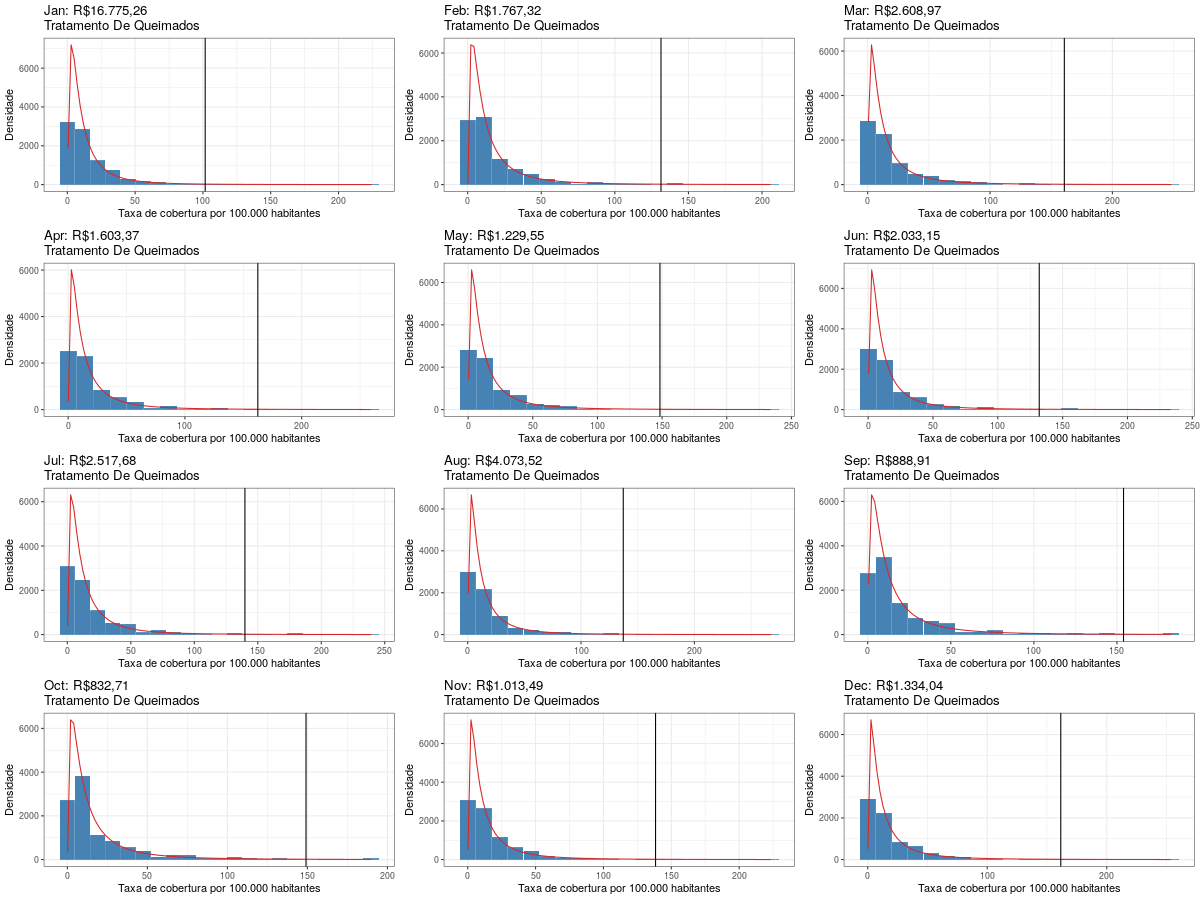 Jan: R$16.775,26
Tratamento De Queimados
Densidade
6000
4000
2000
0
0
50
100
150
200
Taxa de cobertura por 100.000 habitantes
Feb: R$1.767,32
Tratamento De Queimados
Densidade
6000
4000
2000
0
0
50
100
150
200
Taxa de cobertura por 100.000 habitantes
Mar: R$2.608,97
Tratamento De Queimados
Densidade
6000
4000
2000
0
0
100
200
Taxa de cobertura por 100.000 habitantes
Apr: R$1.603,37
Tratamento De Queimados
Densidade
6000
4000
2000
0
0
100
200
Taxa de cobertura por 100.000 habitantes
May: R$1.229,55
Tratamento De Queimados
Densidade
6000
4000
2000
0
0
50
100
150
200
250
Taxa de cobertura por 100.000 habitantes
Jun: R$2.033,15
Tratamento De Queimados
Densidade
6000
4000
2000
0
0
50
100
150
200
250
Taxa de cobertura por 100.000 habitantes
Jul: R$2.517,68
Tratamento De Queimados
Densidade
6000
4000
2000
0
0
50
100
150
200
250
Taxa de cobertura por 100.000 habitantes
Aug: R$4.073,52
Tratamento De Queimados
Densidade
6000
4000
2000
0
0
100
200
Taxa de cobertura por 100.000 habitantes
Sep: R$888,91
Tratamento De Queimados
Densidade
6000
4000
2000
0
0
50
100
150
Taxa de cobertura por 100.000 habitantes
Oct: R$832,71
Tratamento De Queimados
Densidade
6000
4000
2000
0
0
50
100
150
200
Taxa de cobertura por 100.000 habitantes
Nov: R$1.013,49
Tratamento De Queimados
Densidade
6000
4000
2000
0
0
50
100
150
200
Taxa de cobertura por 100.000 habitantes
Dec: R$1.334,04
Tratamento De Queimados
Densidade
6000
4000
2000
0
0
100
200
Taxa de cobertura por 100.000 habitantes